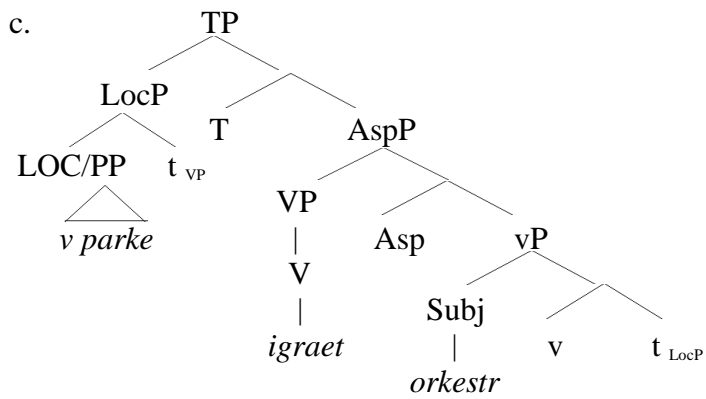 c.
TP
LocP
T
AspP
LOC/PP t VP
VP
Asp
vP
v parke
V
Subj
igraet
v
t LocP
orkestr